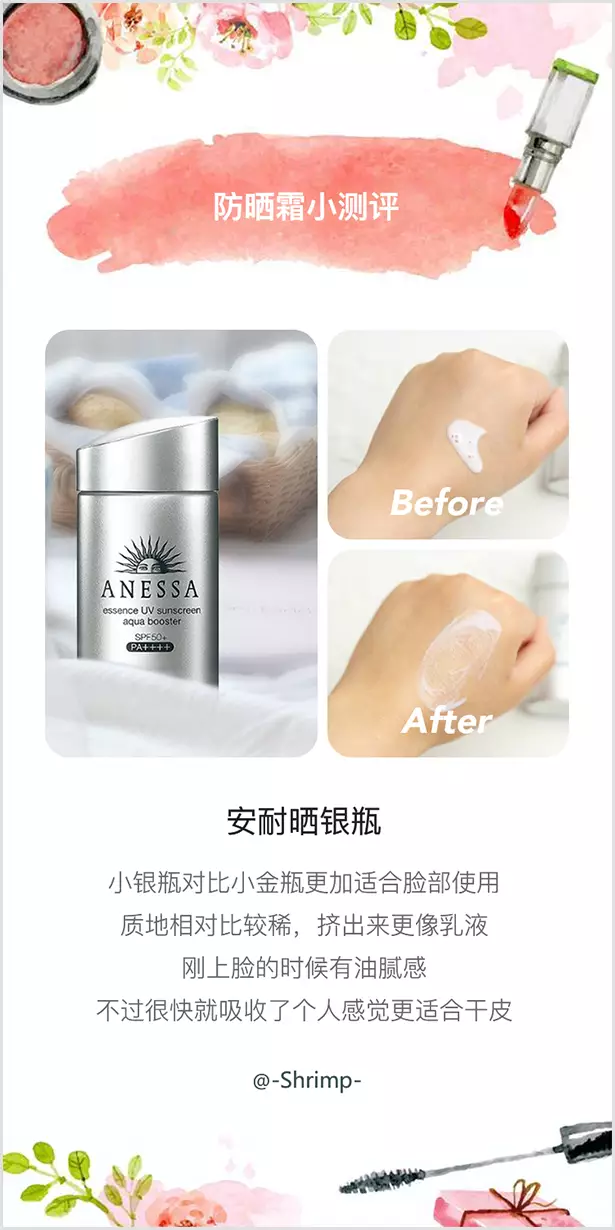 防晒霜小测评
ANESSA
essence UV sunscreen
aqua booster
SPF50+
PA++++
Before
After
安耐晒银瓶
小银瓶对比小金瓶更加适合脸部使用
质地相对比较稀，挤出来更像乳液
刚上脸的时候有油腻感
不过很快就吸收了个人感觉更适合干皮
@-Shrimp-